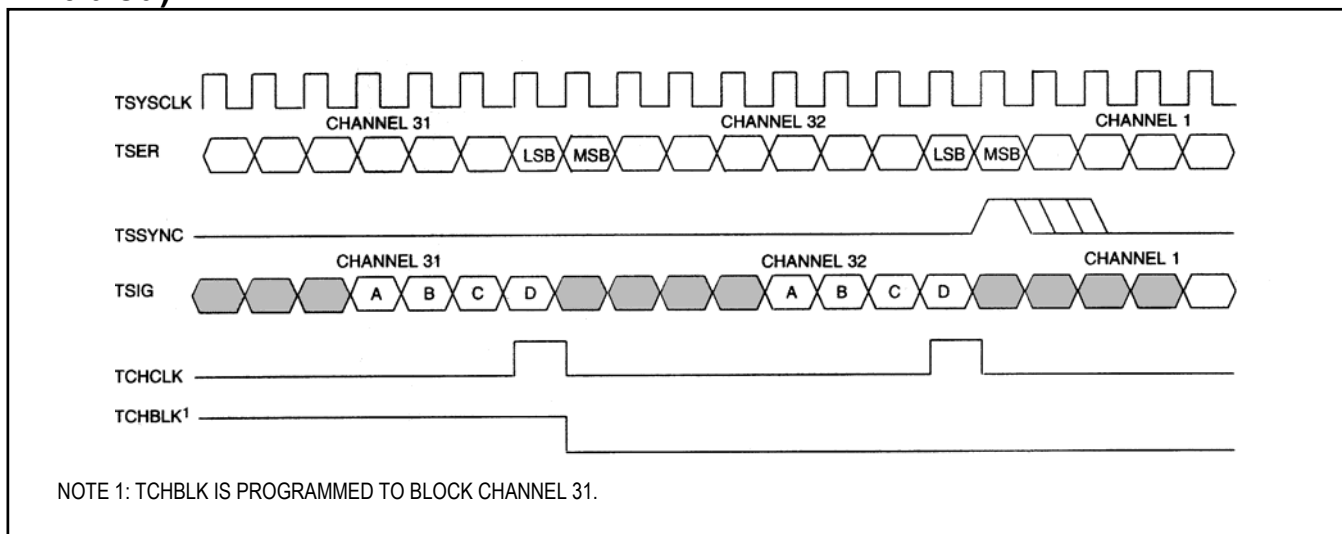 TSYSCLK
CHANNEL 31 CHANNEL 32 CHANNEL 1
TSER LSB MSB LSB MSB
TSSYNC
CHANNEL 31 CHANNEL 32 CHANNEL 1
TSIG A B C D A B C D
TCHCLK
TCHBLK1
NOTE 1: TCHBLK IS PROGRAMMED TO BLOCK CHANNEL 31.